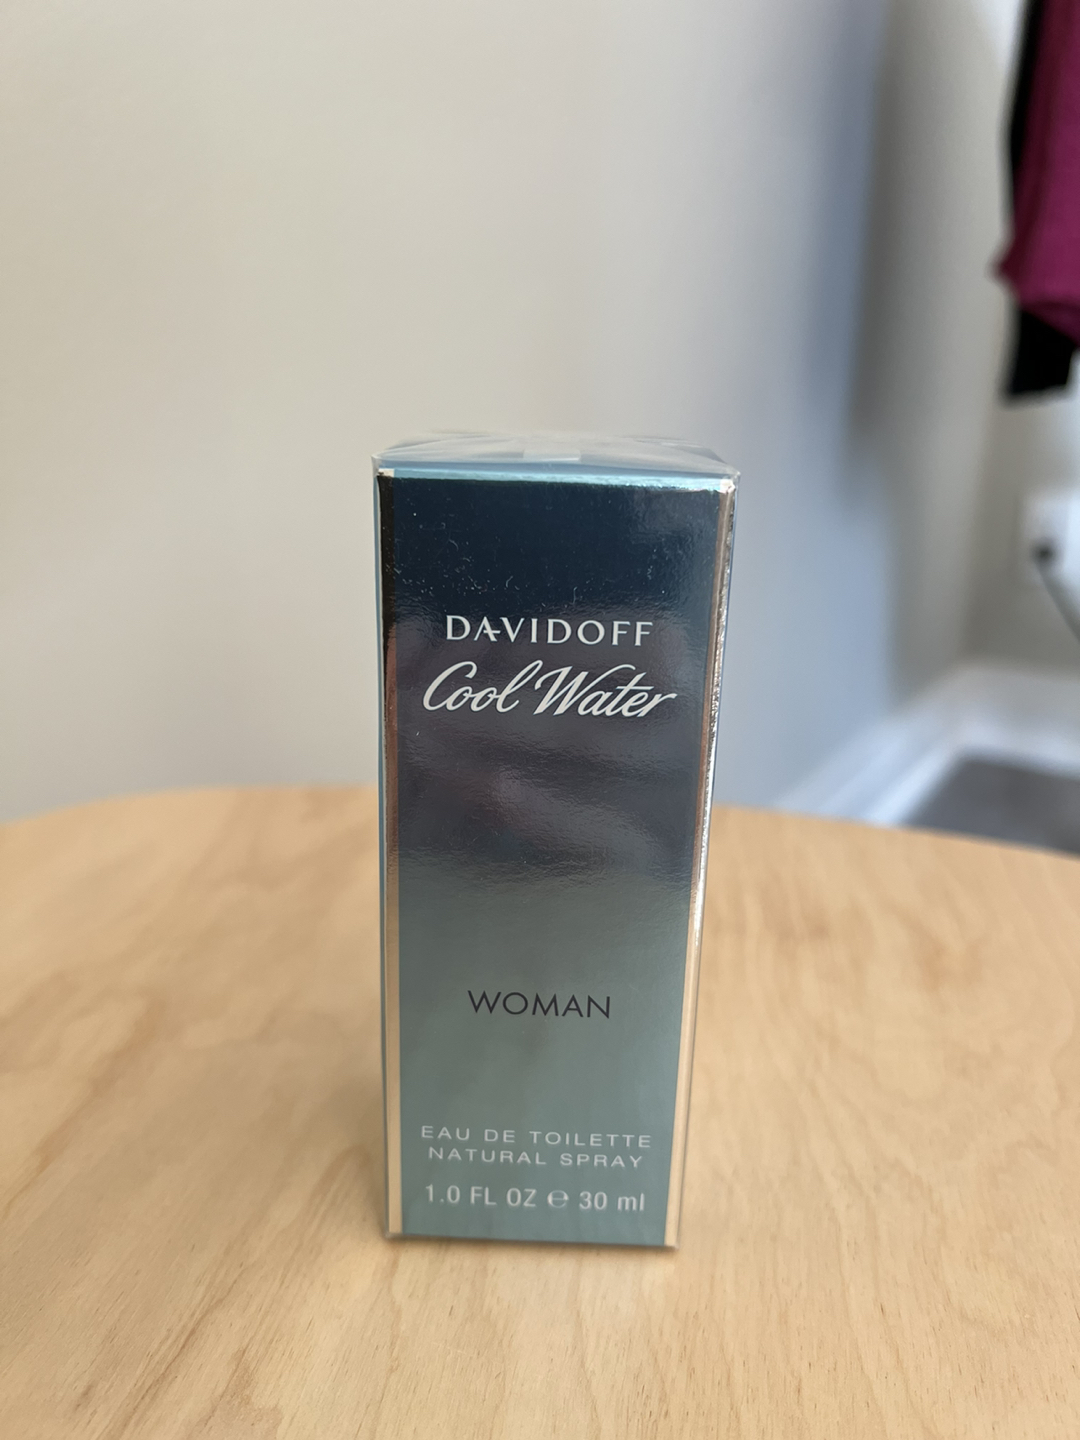 DAVIDOFF
Cool Water
WOMAN
EAU DE TOILETTE
NATURAL SPRAY
1.0 FL OZ ℮ 30 ml